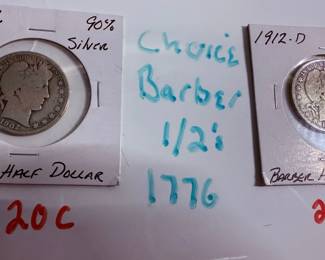 90%
Silver
Half Dollar
20C
Choice
Barber
1/2's
1776
1912-D
Barber H
2